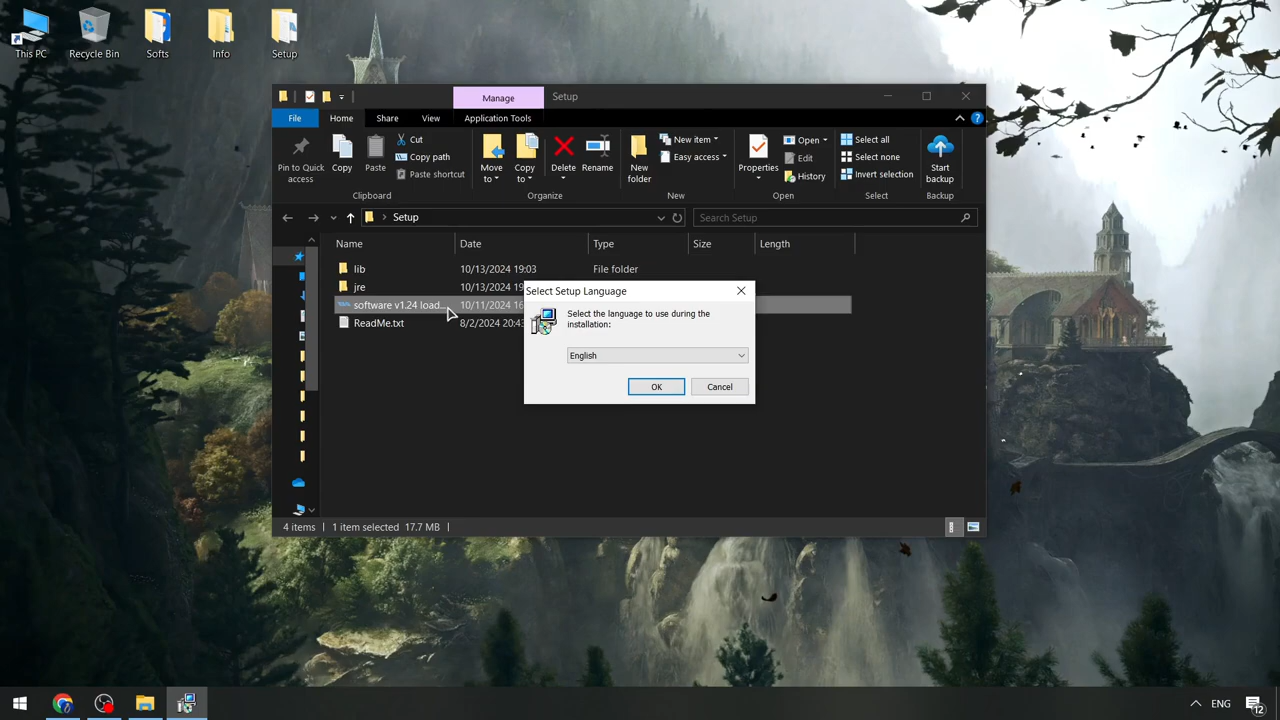 This PC
Recycle Bin
Softs
Info
Setup
Manage
Setup
File
Home
Share
View
Application Tools
Pin to Quick
access
Copy
Paste
Cut
Copy path
Paste shortcut
Clipboard
Move
to
Copy
to
Delete
Rename
Organize
New
folder
New item
Easy access
New
Properties
Open
Edit
History
Open
Select all
Select none
Invert selection
Select
Start
backup
Backup
Setup
Search Setup
Name
Date
Type
Size
Length
lib
10/13/2024 19:03
File folder
jre
10/13/2024 19
software v1.24 load...
10/11/2024 16
ReadMe.txt
8/2/2024 20:43
Select Setup Language
Select the language to use during the
installation:
English
OK
Cancel
4 items
1 item selected 17.7 MB
ENG
12